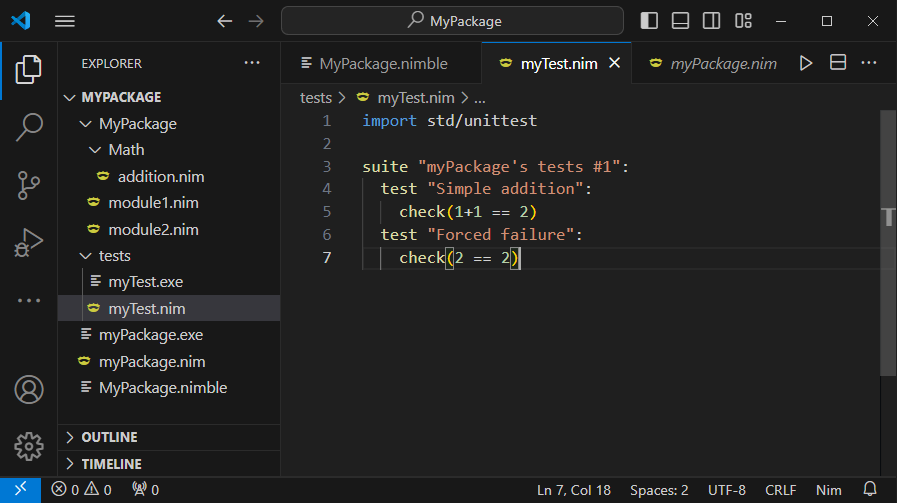 MyPackage
EXPLORER
MYPACKAGE
MyPackage
Math
addition.nim
module1.nim
module2.nim
tests
myTest.exe
myTest.nim
myPackage.exe
myPackage.nim
MyPackage.nimble
OUTLINE
TIMELINE
MyPackage.nimble myTest.nim myPackage.nim
tests > myTest.nim > ...
1 import std/unittest
2
3 suite "myPackage's tests #1":
4 test "Simple addition":
5 check(1+1 == 2)
6 test "Forced failure":
7 check(2 == 2)
0 0 0 Ln 7, Col 18 Spaces: 2 UTF-8 CRLF Nim